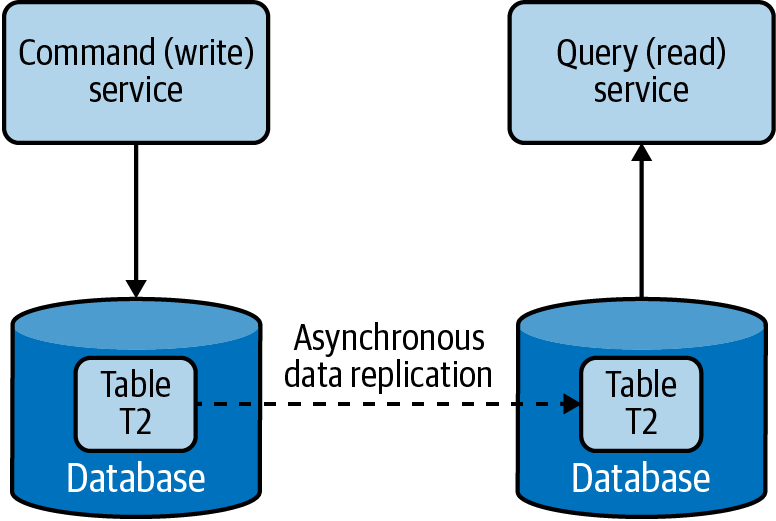 Command (write)
service
Query (read)
service
Asynchronous
data replication
Table
T2
Database
Table
T2
Database